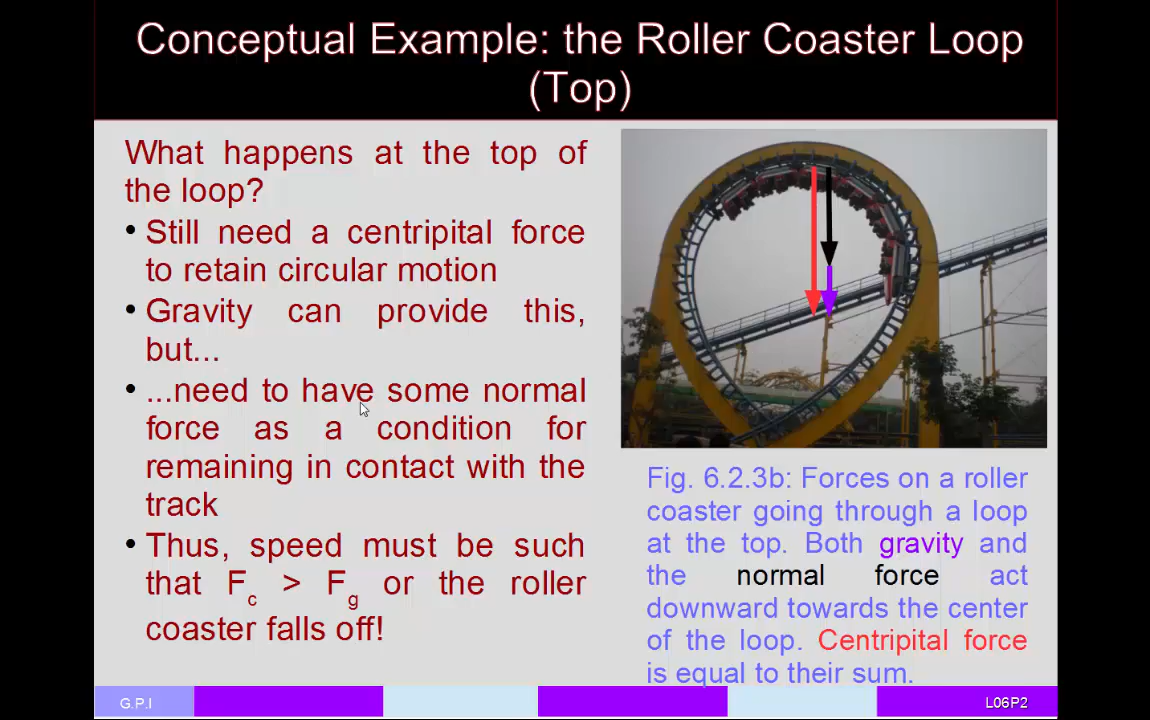 Conceptual Example: the Roller Coaster Loop
(Top)
What happens at the top of
the loop?
• Still need a centripital force
to retain circular motion
• Gravity can provide this,
but...
• ...need to have some normal
force as a condition for
remaining in contact with the
track
• Thus, speed must be such
that Fc > Fg or the roller
coaster falls off!
Fig. 6.2.3b: Forces on a roller
coaster going through a loop
at the top. Both gravity and
the normal force act
downward towards the center
of the loop. Centripital force
is equal to their sum.
G.P.I
L06P2